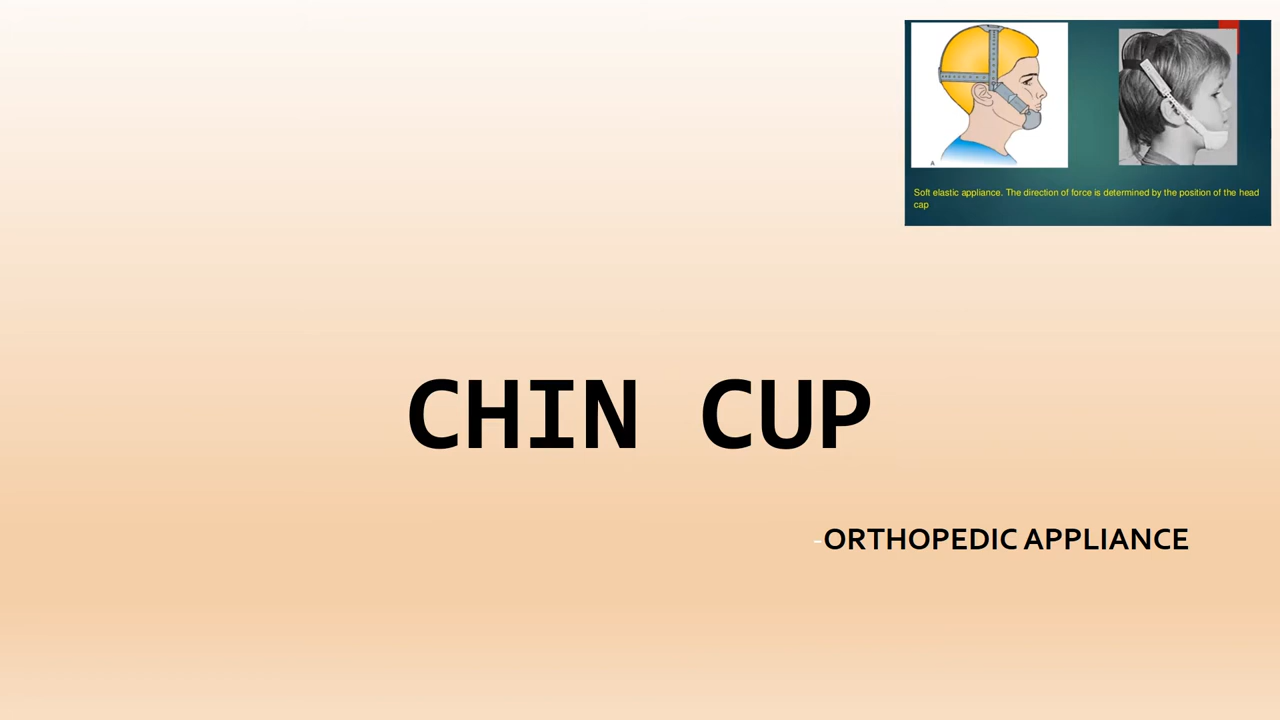 A
Soft elastic appliance. The direction of force is determined by the position of the head
cap
CHIN CUP
-ORTHOPEDIC APPLIANCE